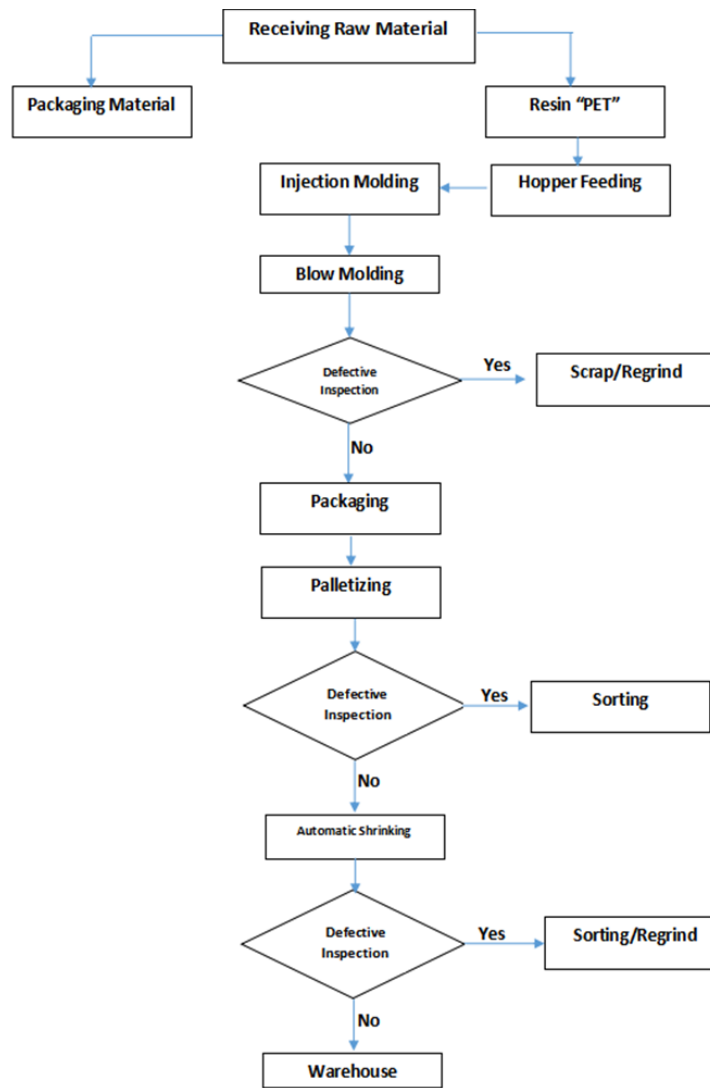 Receiving Raw Material
Packaging Material
Resin “PET”
Injection Molding
Hopper Feeding
Blow Molding
Defective
Inspection
Yes
Scrap/Regrind
No
Packaging
Palletizing
Defective
Inspection
Yes
Sorting
No
Automatic Shrinking
Defective
Inspection
Yes
Sorting/Regrind
No
Warehouse